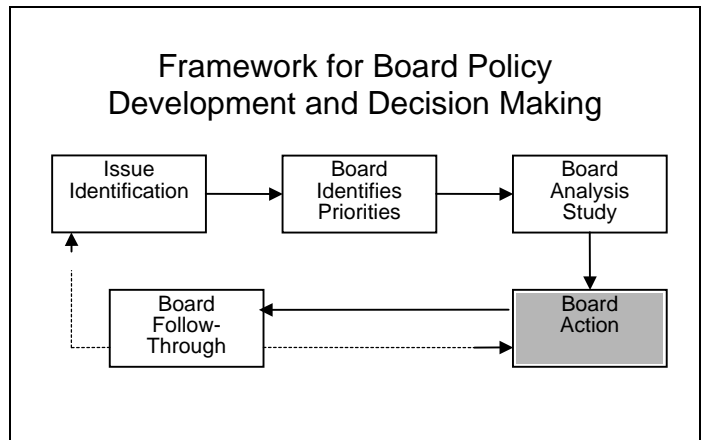 Framework for Board Policy
Development and Decision Making
Issue
Identification
Board
Identifies
Priorities
Board
Analysis
Study
Board
Follow-
Through
Board
Action